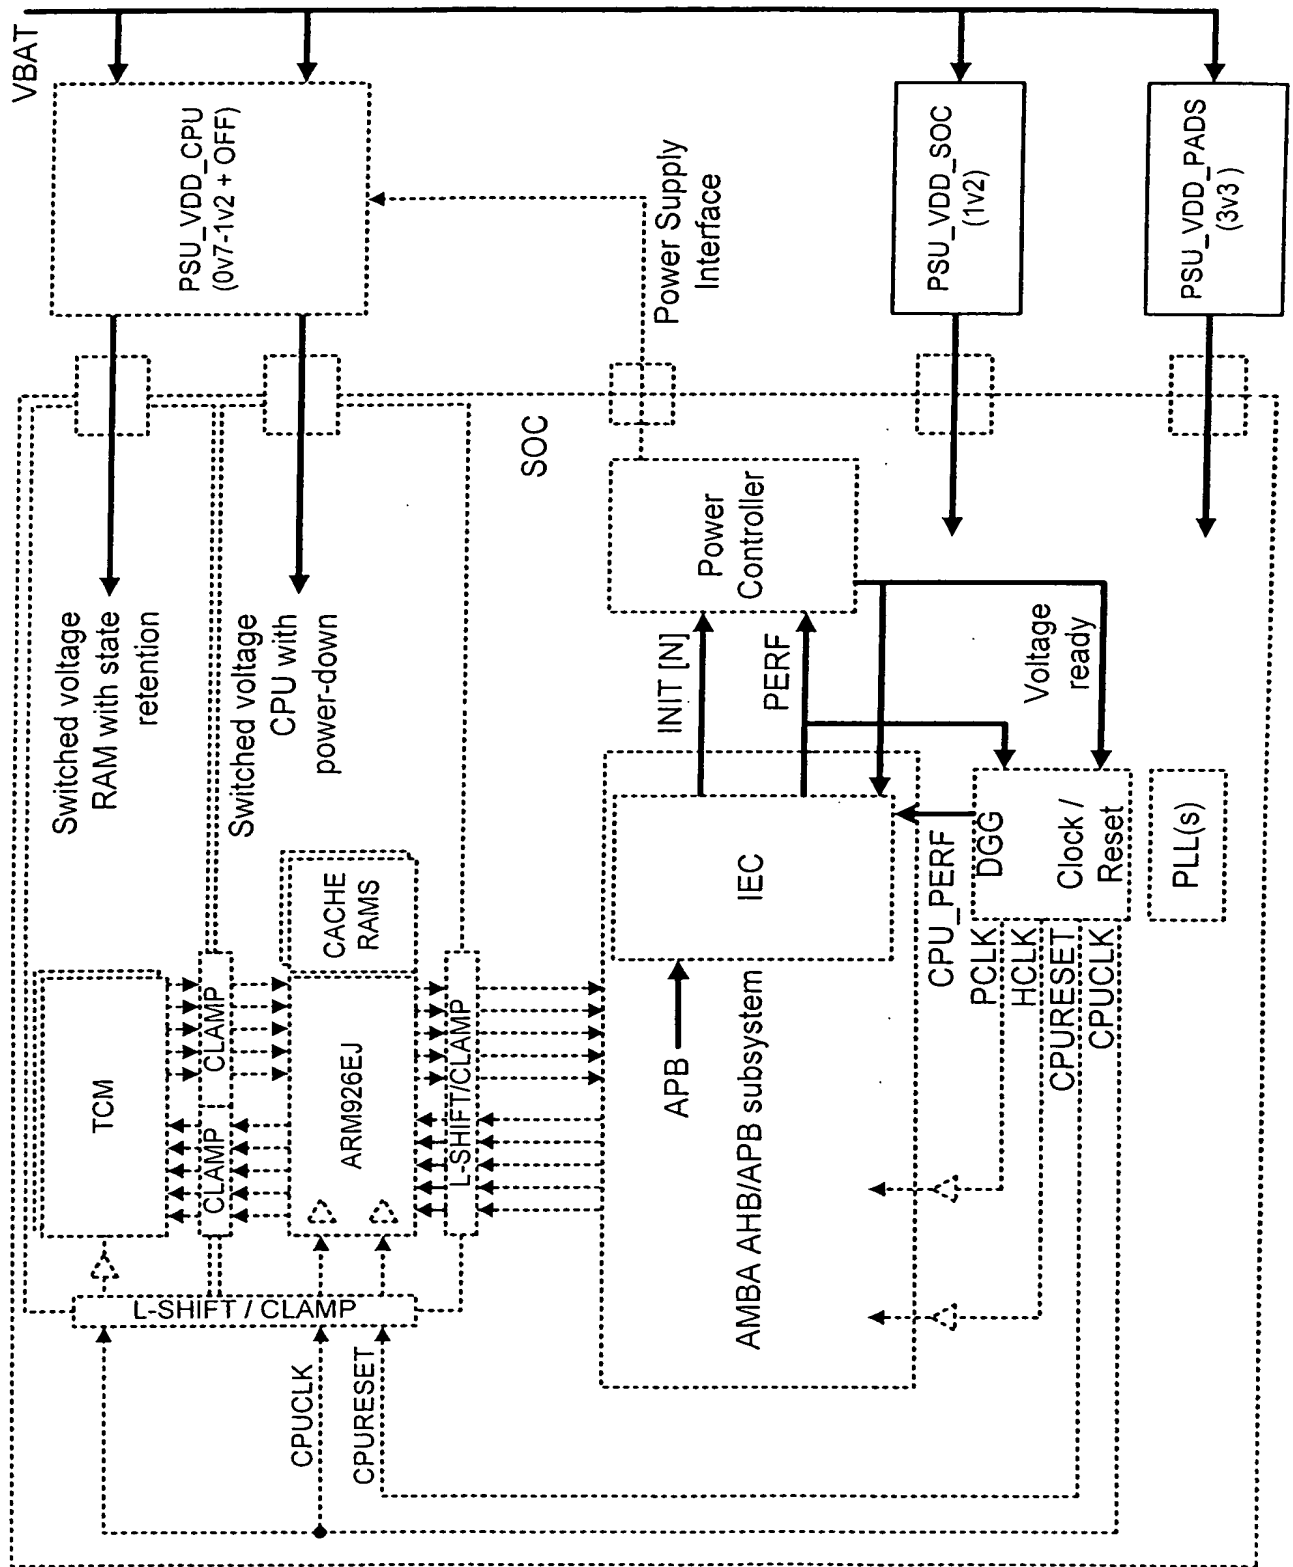 VBAT
PSU_VDD_CPU
(0v7-1v2 + OFF)
PSU_VDD_SOC
(1v2)
PSU_VDD_PADS
(3v3)
Power Supply
Interface
Switched voltage
RAM with state
retention
Switched voltage
CPU with
power-down
SOC
Power
Controller
INIT [N]
PERF
Voltage
ready
TCM
CLAMP
CLAMP
CACHE
RAMS
ARM926EJ
L-SHIFT/CLAMP
L-SHIFT / CLAMP
IEC
APB
AMBA AHB/APB subsystem
CPU_PERF
DGG
Clock /
Reset
PLL(s)
PCLK
HCLK
CPURESET
CPUCLK
CPUCLK
CPURESET